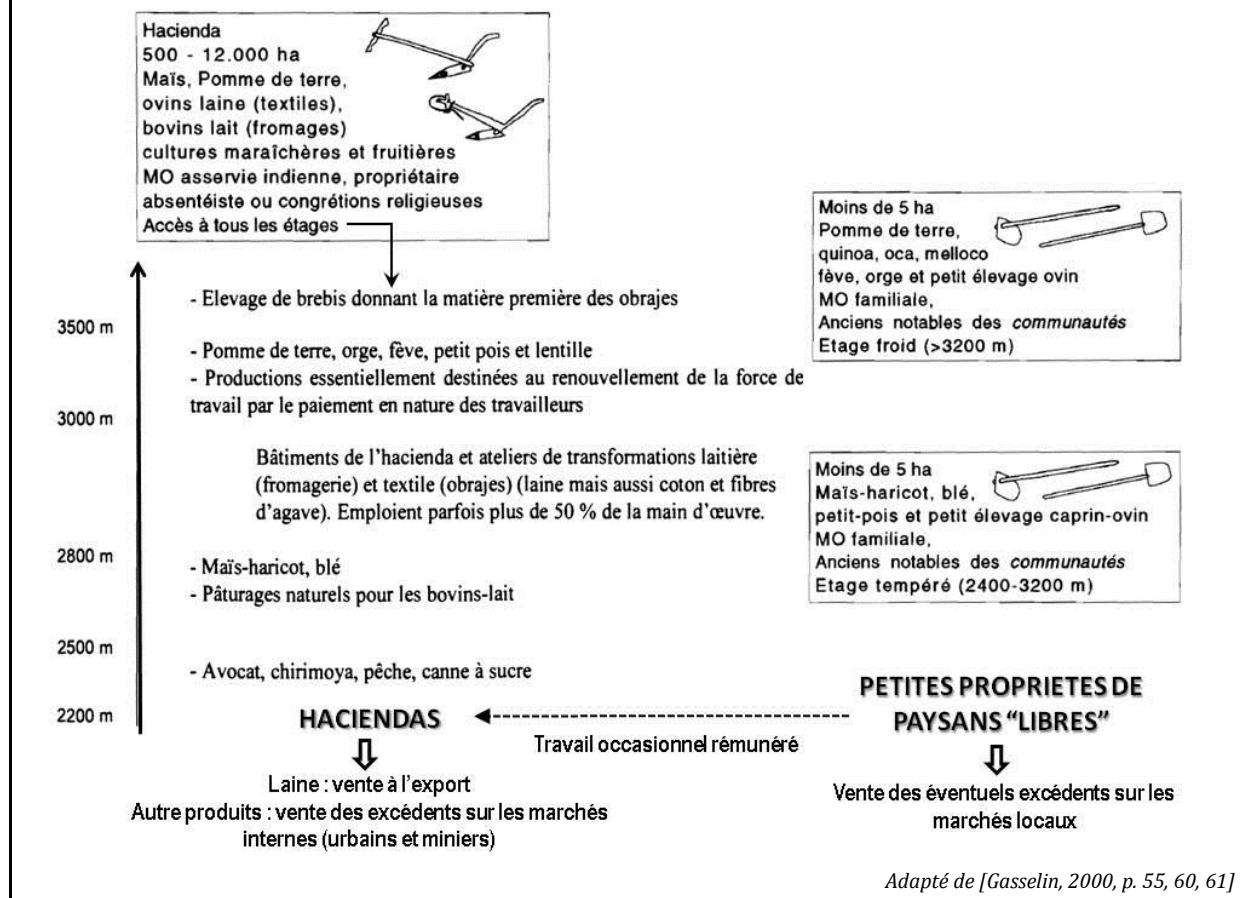 Hacienda
500 - 12.000 ha
Maïs, Pomme de terre,
ovins laine (textiles),
bovins lait (fromages)
cultures maraîchères et fruitières
MO asservie indienne, propriétaire
absentéiste ou congrétions religieuses
Accès à tous les étages
Moins de 5 ha
Pomme de terre,
quinoa, oca, melloco
fève, orge et petit élevage ovin
MO familiale,
Anciens notables des communautés
Etage froid (>3200 m)
- Elevage de brebis donnant la matière première des obrajes
3500 m
- Pomme de terre, orge, fève, petit pois et lentille
- Productions essentiellement destinées au renouvellement de la force de
travail par le paiement en nature des travailleurs
3000 m
Bâtiments de l'hacienda et ateliers de transformations laitière
(fromagerie) et textile (obrajes) (laine mais aussi coton et fibres
d'agave). Emploient parfois plus de 50 % de la main d'œuvre.
Moins de 5 ha
Maïs-haricot, blé,
petit-pois et petit élevage caprin-ovin
MO familiale,
Anciens notables des communautés
Etage tempéré (2400-3200 m)
2800 m
- Maïs-haricot, blé
- Pâturages naturels pour les bovins-lait
2500 m
- Avocat, chirimoya, pêche, canne à sucre
2200 m
HACIENDAS
Travail occasionnel rémunéré
PETITES PROPRIETES DE
PAYSANS "LIBRES"
Laine : vente à l'export
Autre produits : vente des excédents sur les marchés
internes (urbains et miniers)
Vente des éventuels excédents sur les
marchés locaux
Adapté de [Gasselin, 2000, p. 55, 60, 61]